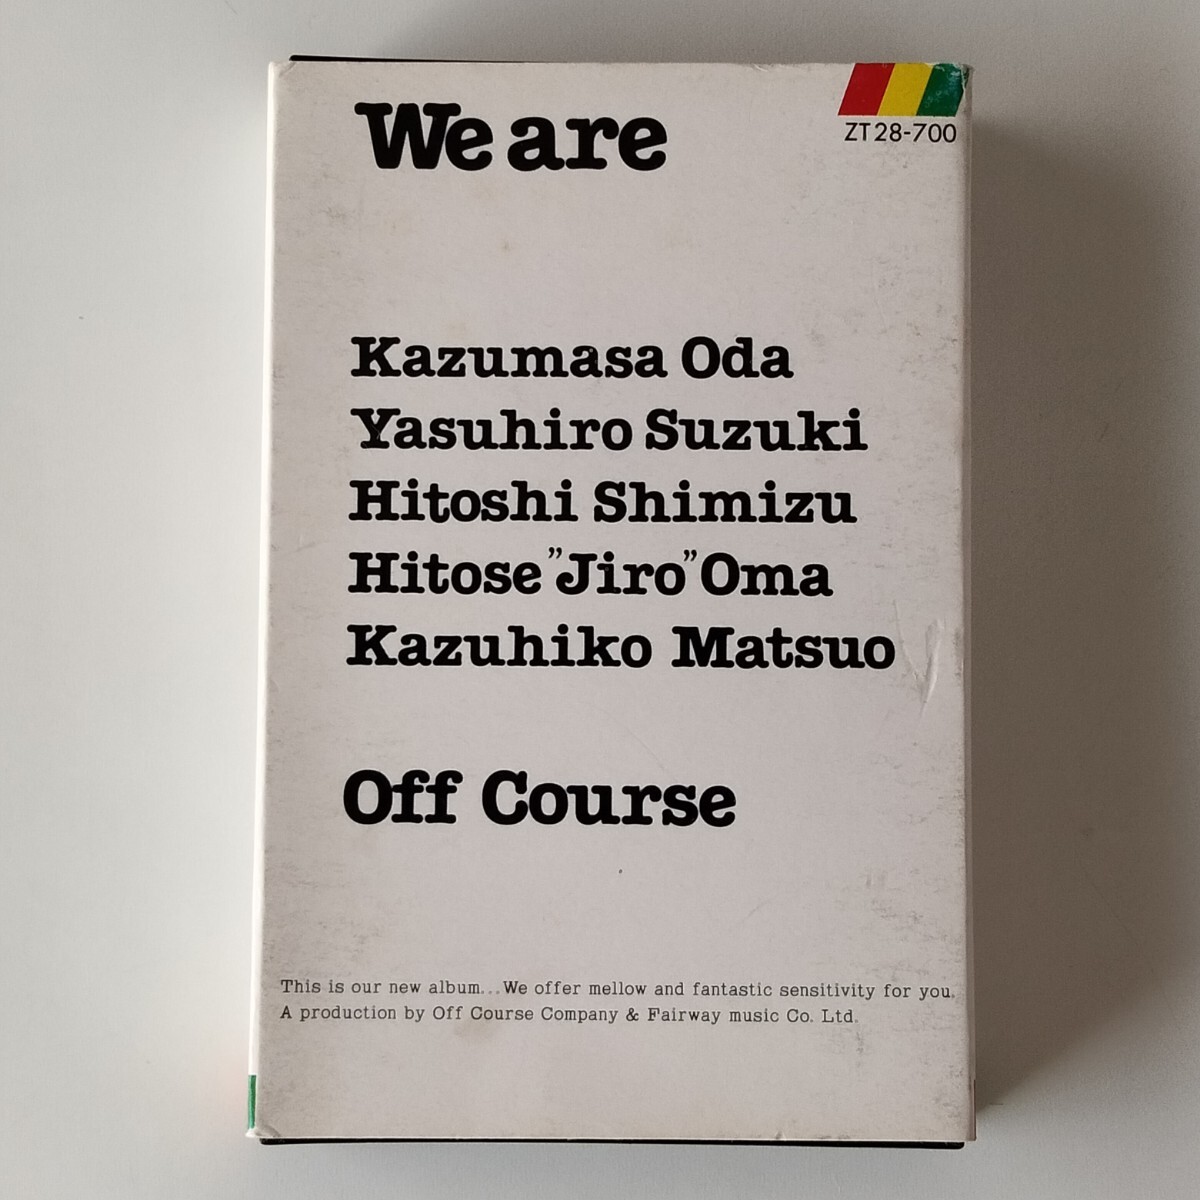 We are
ZT28-700
Kazumasa Oda
Yasuhiro Suzuki
Hitoshi Shimizu
Hitose ”Jiro” Oma
Kazuhiko Matsuo
Off Course
This is our new album...We offer mellow and fantastic sensitivity for you.
A production by Off Course Company & Fairway music Co. Ltd.